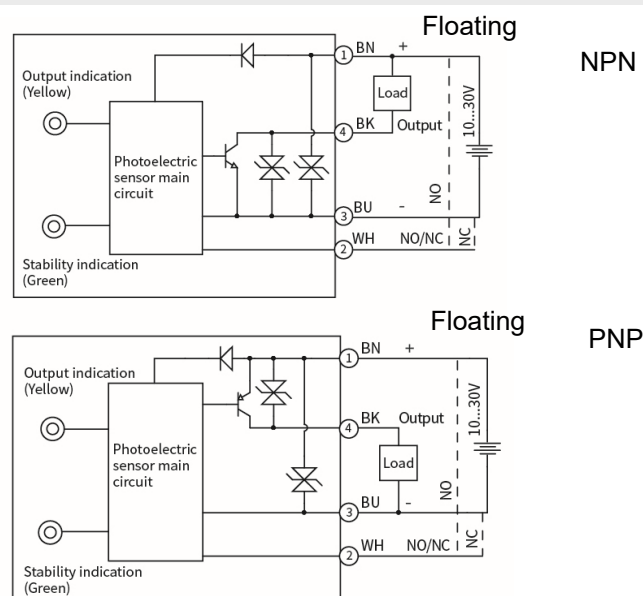 Floating
NPN
1 BN +
Output indication
(Yellow)
Load
10...30V
4 BK Output
Photoelectric
sensor main
circuit
NO
3 BU -
2 WH NO/NC NC
Stability indication
(Green)
Floating
PNP
1 BN +
Output indication
(Yellow)
10...30V
4 BK Output
Photoelectric
sensor main
circuit
Load
NO
3 BU -
2 WH NO/NC NC
Stability indication
(Green)